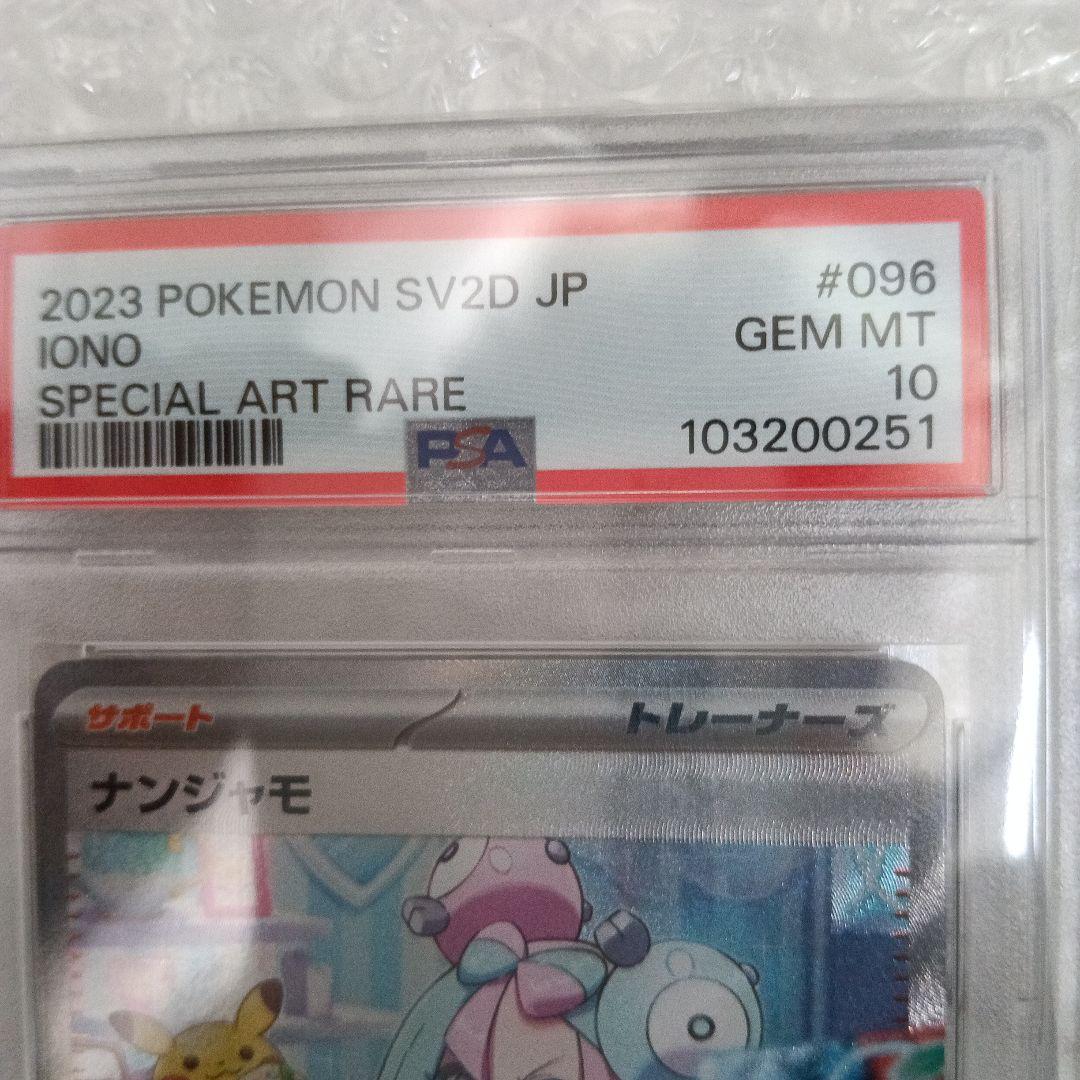 2023 POKEMON SV2D JP #096
IONO GEM MT
SPECIAL ART RARE 10
PSA 103200251
サポート トレーナーズ
ナンジャモ